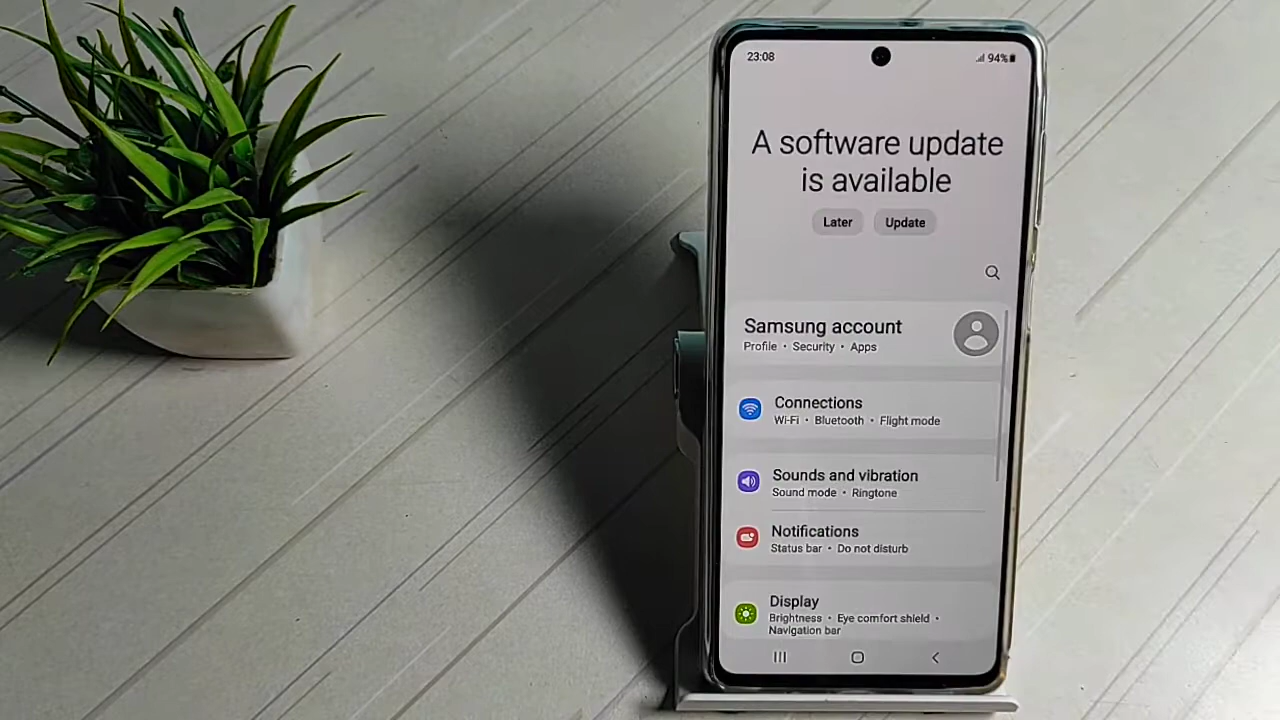 23:08
94%
A software update
is available
Later
Update
Samsung account
Profile • Security • Apps
Connections
Wi-Fi • Bluetooth • Flight mode
Sounds and vibration
Sound mode • Ringtone
Notifications
Status bar • Do not disturb
Display
Brightness • Eye comfort shield •
Navigation bar